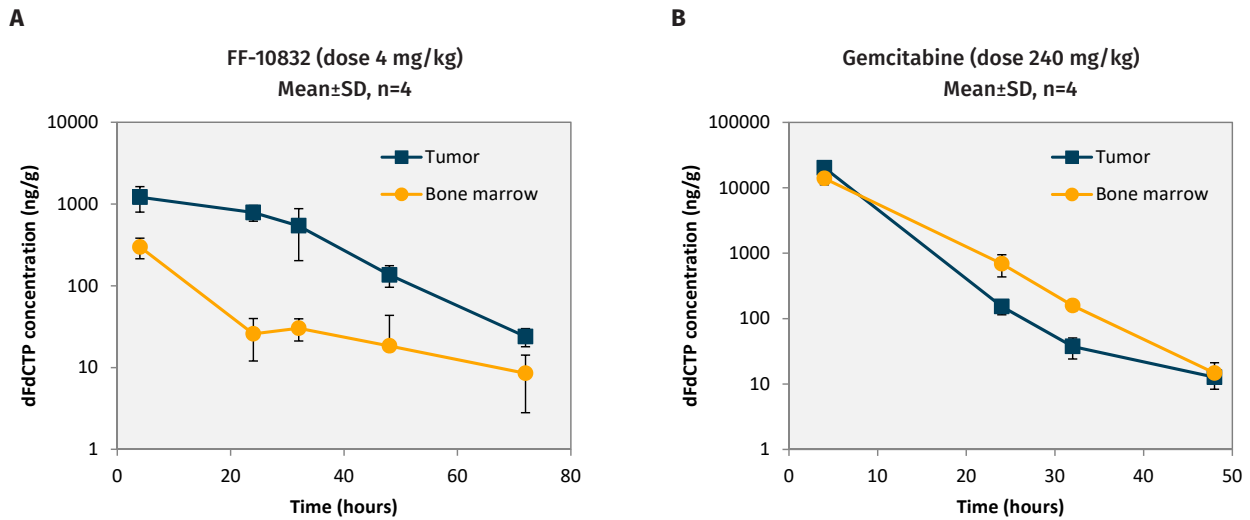 A
FF-10832 (dose 4 mg/kg)
Mean±SD, n=4
dFdCTP concentration (ng/g)
10000
1000
100
10
1
Tumor
Bone marrow
0
20
40
60
80
Time (hours)
B
Gemcitabine (dose 240 mg/kg)
Mean±SD, n=4
dFdCTP concentration (ng/g)
100000
10000
1000
100
10
1
Tumor
Bone marrow
0
10
20
30
40
50
Time (hours)